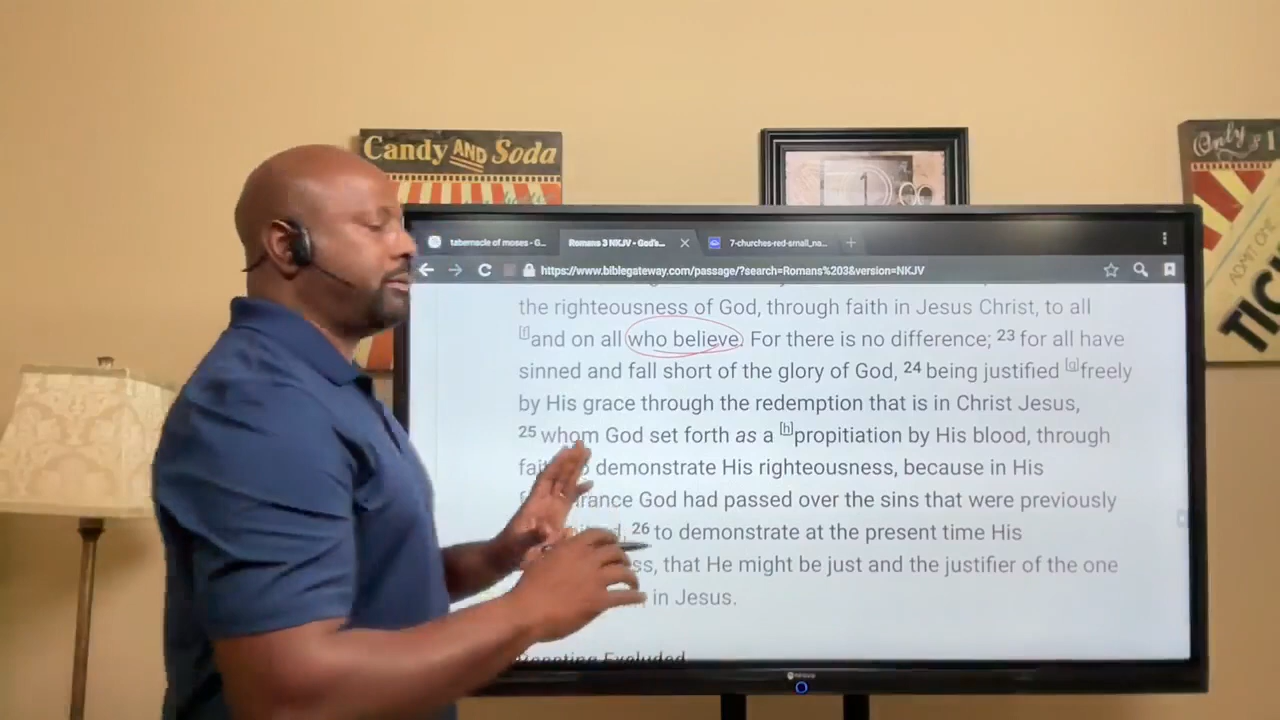 Candy AND Soda
Only
ADMIT ONE
TIC
tabernacle of moses - G...
Romans 3 NKJV - God's...
7-churches-red-small_na...
https://www.biblegateway.com/passage/?search=Romans%203&version=NKJV
the righteousness of God, through faith in Jesus Christ, to all
[f]and on all who believe. For there is no difference; 23 for all have
sinned and fall short of the glory of God, 24 being justified [g]freely
by His grace through the redemption that is in Christ Jesus,
25 whom God set forth as a [h]propitiation by His blood, through
demonstrate His righteousness, because in His
God had passed over the sins that were previously
26 to demonstrate at the present time His
that He might be just and the justifier of the one
in Jesus.
Excluded